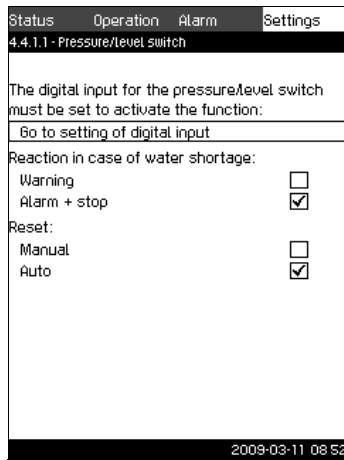 Status Operation Alarm Settings
4.4.1.1 - Pressure/level switch
The digital input for the pressure/level switch
must be set to activate the function:
Go to setting of digital input
Reaction in case of water shortage:
Warning
Alarm + stop
Reset:
Manual
Auto
2009-03-11 08:52